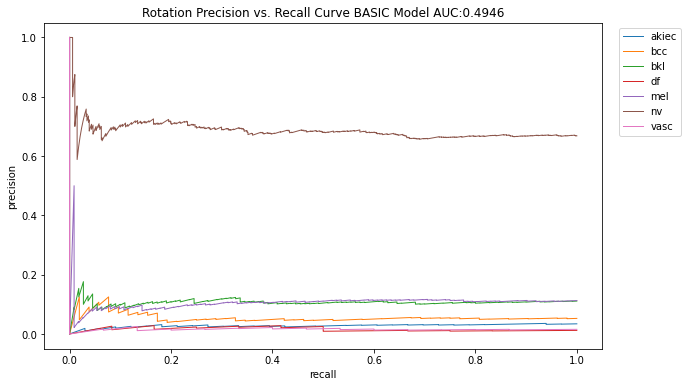 Rotation Precision vs. Recall Curve BASIC Model AUC:0.4946
1.0
0.8
0.6
0.4
0.2
0.0
precision
0.0 0.2 0.4 0.6 0.8 1.0
recall
akiec
bcc
bkl
df
mel
nv
vasc